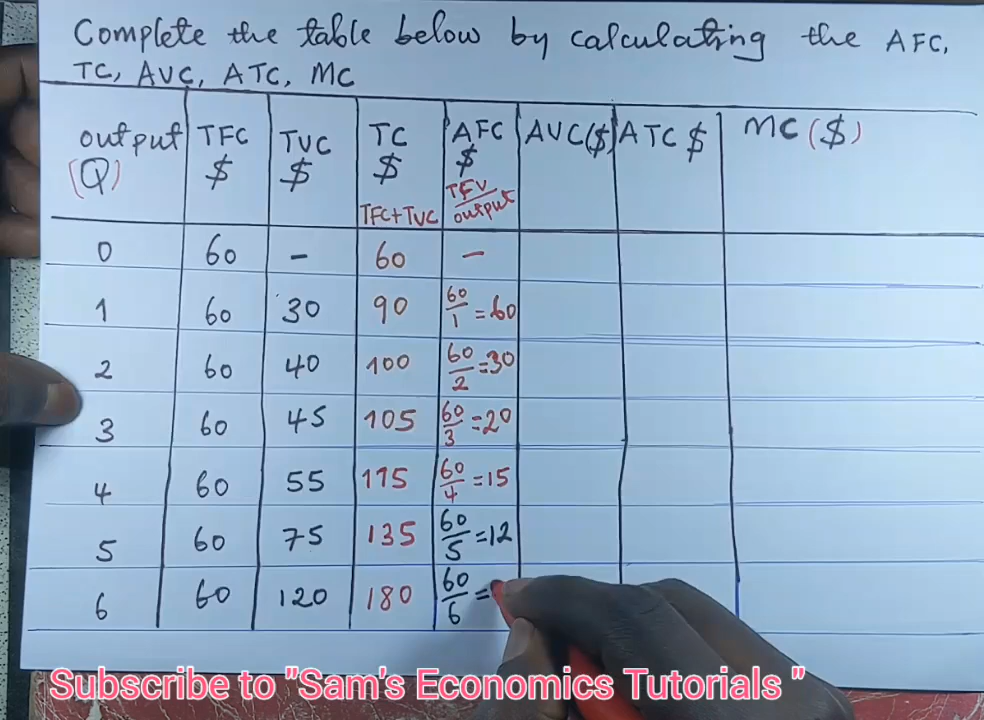 Complete the table below by calculating the AFC,
TC, AVC, ATC, MC
output (Q) TFC $ TVC $ TC $ TFC+TVC AFC $ TFV/output AVC($) ATC $ MC ($)
0 60 - 60 -
1 60 30 90 60/1 =60
2 60 40 100 60/2 =30
3 60 45 105 60/3 =20
4 60 55 115 60/4 =15
5 60 75 135 60/5 =12
6 60 120 180 60/6 =
Subscribe to "Sam's Economics Tutorials "